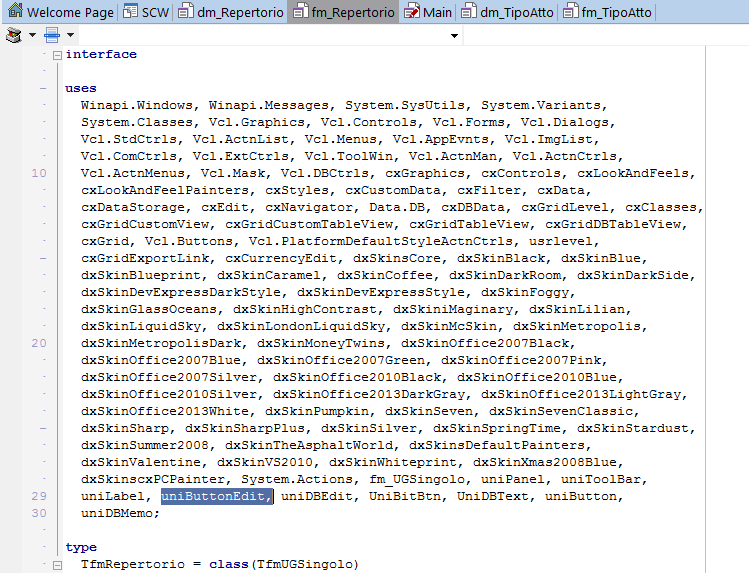 Welcome Page SCW dm_Repertorio fm_Repertorio Main dm_TipoAtto fm_TipoAtto
interface
uses
Winapi.Windows, Winapi.Messages, System.SysUtils, System.Variants,
System.Classes, Vcl.Graphics, Vcl.Controls, Vcl.Forms, Vcl.Dialogs,
Vcl.StdCtrls, Vcl.ActnList, Vcl.Menus, Vcl.AppEvnts, Vcl.ImgList,
Vcl.ComCtrls, Vcl.ExtCtrls, Vcl.ToolWin, Vcl.ActnMan, Vcl.ActnCtrls,
10 Vcl.ActnMenus, Vcl.Mask, Vcl.DBCtrls, cxGraphics, cxControls, cxLookAndFeels,
cxLookAndFeelPainters, cxStyles, cxCustomData, cxFilter, cxData,
cxDataStorage, cxEdit, cxNavigator, Data.DB, cxDBData, cxGridLevel, cxClasses,
cxGridCustomView, cxGridCustomTableView, cxGridTableView, cxGridDBTableView,
cxGrid, Vcl.Buttons, Vcl.PlatformDefaultStyleActnCtrls, usrlevel,
cxGridExportLink, cxCurrencyEdit, dxSkinsCore, dxSkinBlack, dxSkinBlue,
dxSkinBlueprint, dxSkinCaramel, dxSkinCoffee, dxSkinDarkRoom, dxSkinDarkSide,
dxSkinDevExpressDarkStyle, dxSkinDevExpressStyle, dxSkinFoggy,
dxSkinGlassOceans, dxSkinHighContrast, dxSkiniMaginary, dxSkinLilian,
dxSkinLiquidSky, dxSkinLondonLiquidSky, dxSkinMcSkin, dxSkinMetropolis,
20 dxSkinMetropolisDark, dxSkinMoneyTwins, dxSkinOffice2007Black,
dxSkinOffice2007Blue, dxSkinOffice2007Green, dxSkinOffice2007Pink,
dxSkinOffice2007Silver, dxSkinOffice2010Black, dxSkinOffice2010Blue,
dxSkinOffice2010Silver, dxSkinOffice2013DarkGray, dxSkinOffice2013LightGray,
dxSkinOffice2013White, dxSkinPumpkin, dxSkinSeven, dxSkinSevenClassic,
dxSkinSharp, dxSkinSharpPlus, dxSkinSilver, dxSkinSpringTime, dxSkinStardust,
dxSkinSummer2008, dxSkinTheAsphaltWorld, dxSkinsDefaultPainters,
dxSkinValentine, dxSkinVS2010, dxSkinWhiteprint, dxSkinXmas2008Blue,
dxSkinscxPCPainter, System.Actions, fm_UGSingolo, uniPanel, uniToolBar,
29 uniLabel, uniButtonEdit, uniDBEdit, UniBitBtn, UniDBText, uniButton,
30 uniDBMemo;
type
TfmRepertorio = class(TfmUGSingolo)